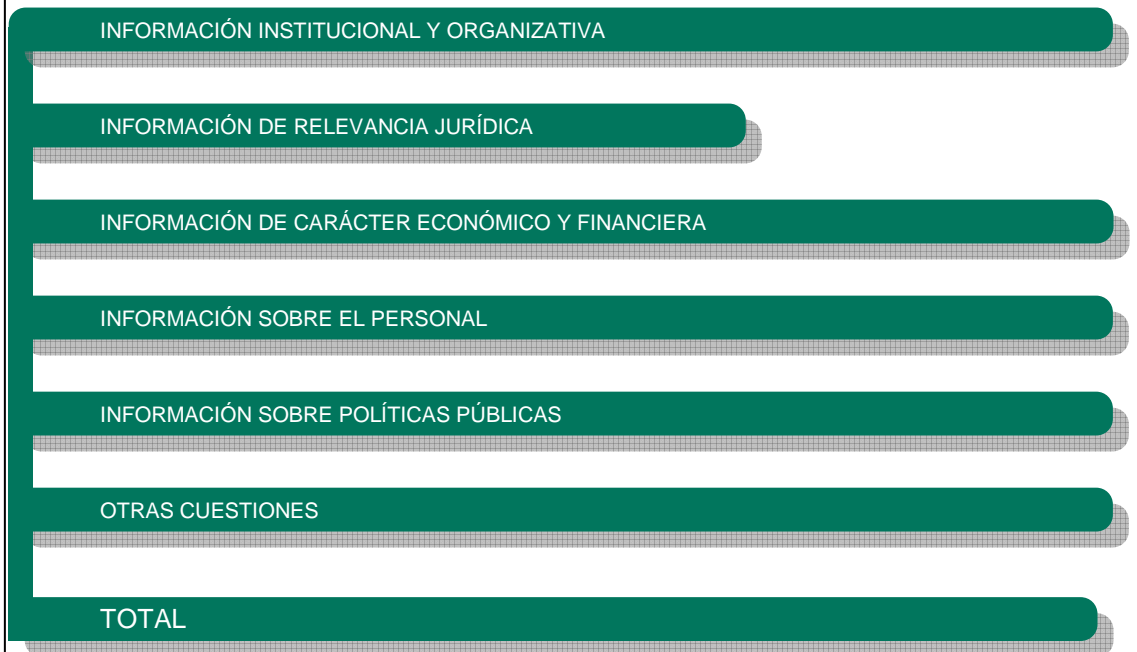 INFORMACIÓN INSTITUCIONAL Y ORGANIZATIVA
INFORMACIÓN DE RELEVANCIA JURÍDICA
INFORMACIÓN DE CARÁCTER ECONÓMICO Y FINANCIERA
INFORMACIÓN SOBRE EL PERSONAL
INFORMACIÓN SOBRE POLÍTICAS PÚBLICAS
OTRAS CUESTIONES
TOTAL